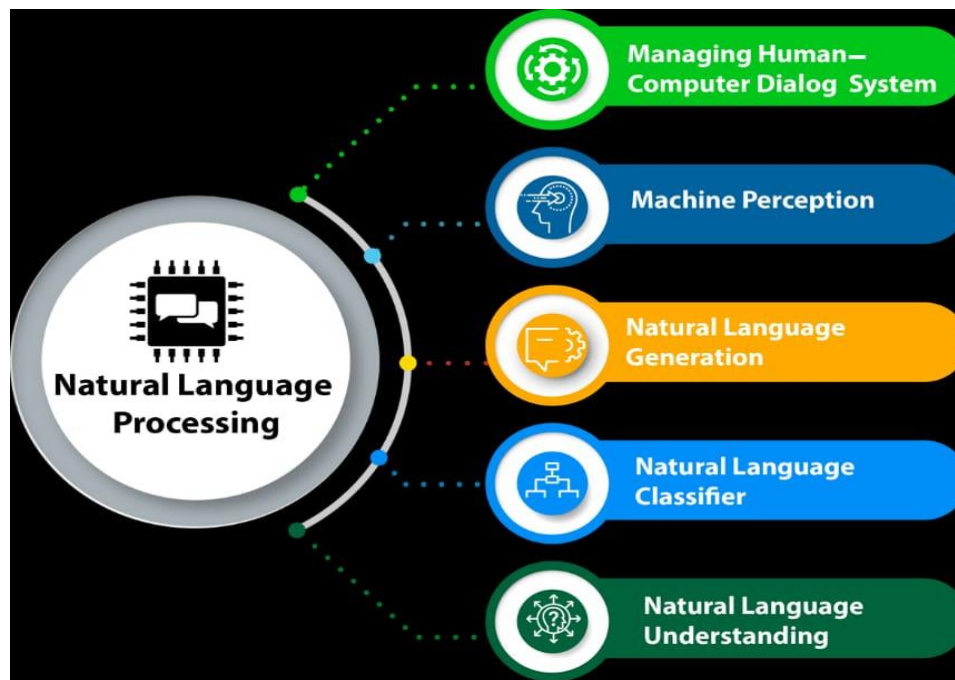 Natural Language
Processing
Managing Human—
Computer Dialog System
Machine Perception
Natural Language
Generation
Natural Language
Classifier
Natural Language
Understanding